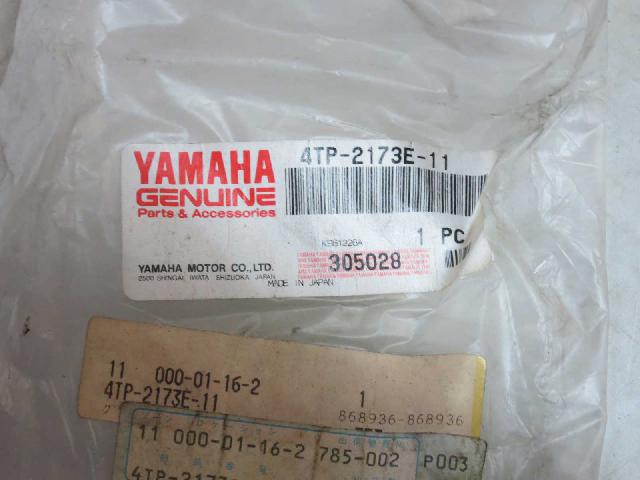 YAMAHA
GENUINE
Parts & Accessories
4TP-2173E-11
1 PC
305028
YAMAHA MOTOR CO., LTD.
2500 SHINGAI, IWATA SHIZUOKA JAPAN
MADE IN JAPAN
11 000-01-16-2
4TP-2173E-11
1
868936-868936
11 000-01-16-2 785-002 P003